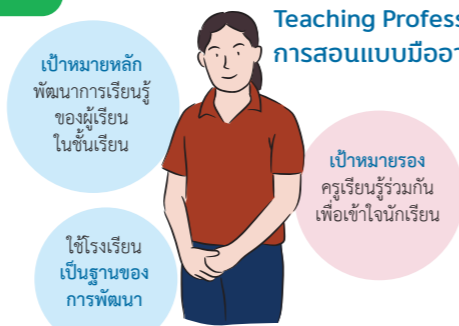 Teaching
การสอนแบบ
เป้าหมายหลัก
พัฒนาการเรียนรู้
ของผู้เรียน
ในชั้นเรียน
เป้าหมายรอง
ครูเรียนรู้ร่วมกัน
เพื่อเข้าใจนักเรียน
ใช้โรงเรียน
เป็นฐานของ
การพัฒนา